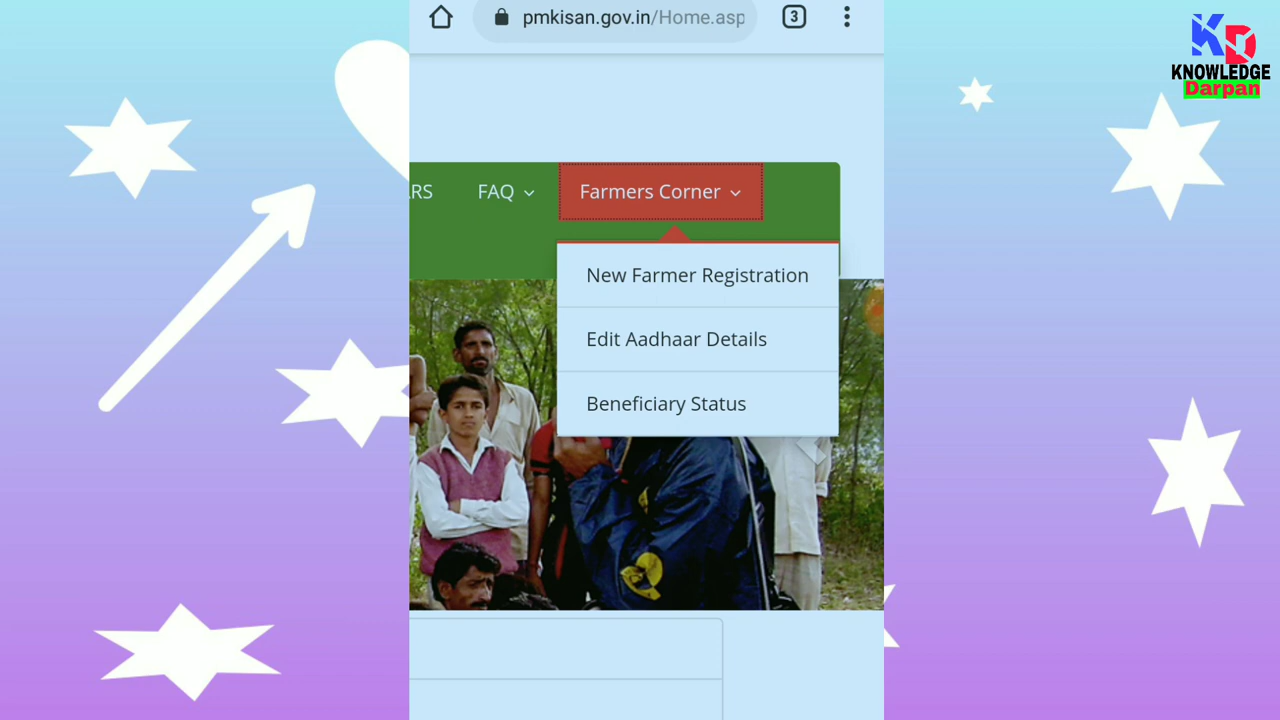 pmkisan.gov.in/Home.asp
3
KNOWLEDGE
Darpan
ARS
FAQ
Farmers Corner
New Farmer Registration
Edit Aadhaar Details
Beneficiary Status